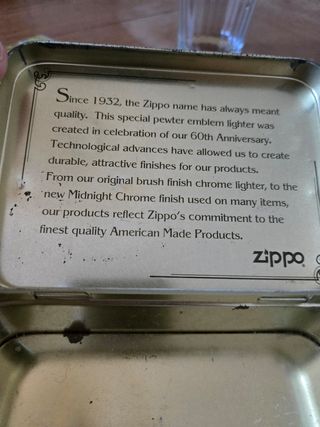 Since 1932, the Zippo name has always meant
quality. This special pewter emblem lighter was
created in celebration of our 60th Anniversary.
Technological advances have allowed us to create
durable, attractive finishes for our products.
From our original brush finish chrome lighter, to the
new Midnight Chrome finish used on many items,
our products reflect Zippo's commitment to the
finest quality American Made Products.
zippo